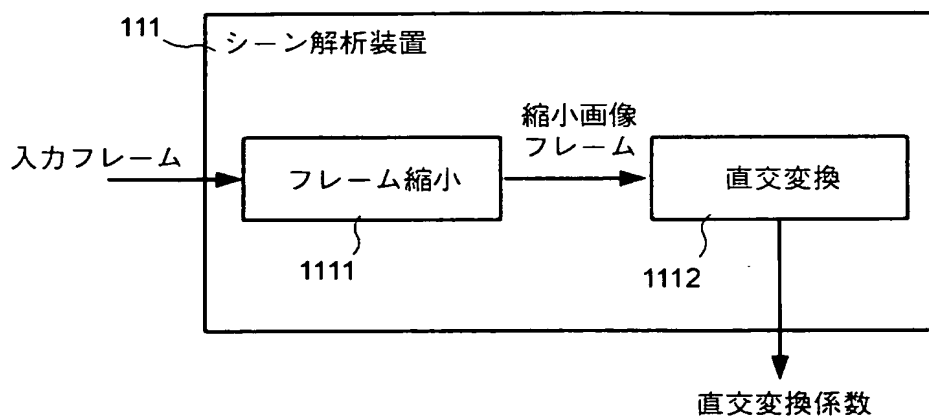 111
シーン解析装置
入力フレーム
フレーム縮小
縮小画像
フレーム
直交変換
1111
1112
直交変換係数